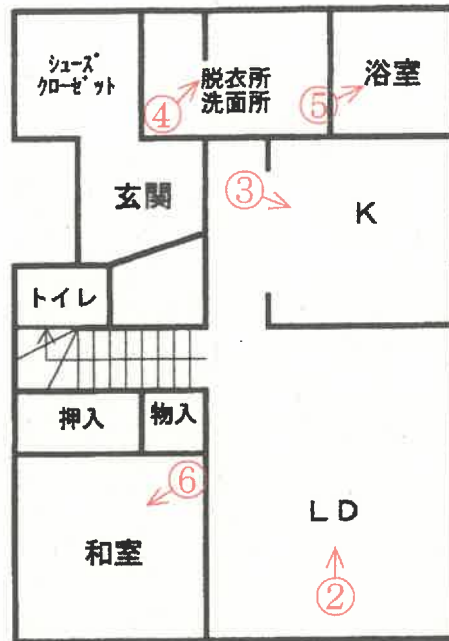 シューズ
クローゼット
④
脱衣所
洗面所
⑤
浴室
玄関
③
K
トイレ
押入
物入
⑥
和室
LD
②